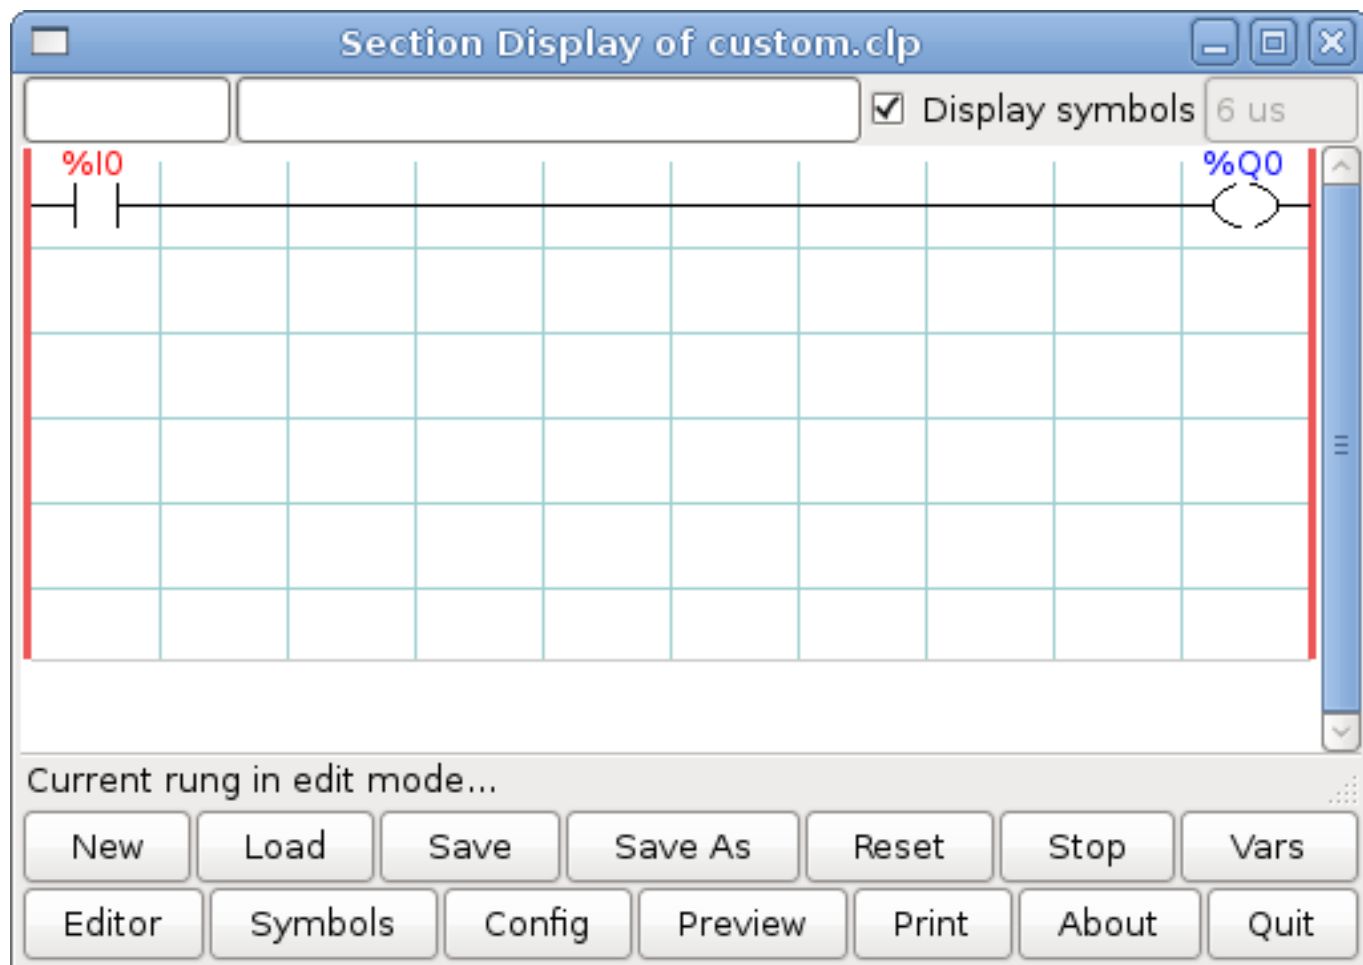 Section Display of custom.clp
Display symbols 6 us
%I0 %Q0
Current rung in edit mode...
New Load Save Save As Reset Stop Vars
Editor Symbols Config Preview Print About Quit